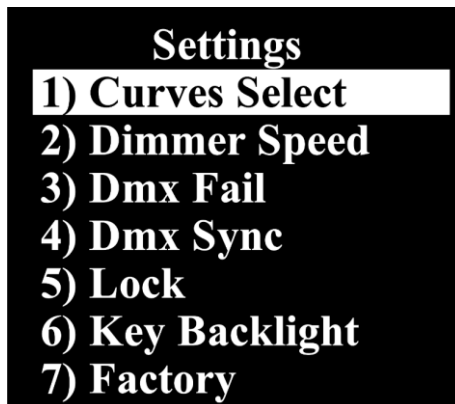 Settings
1) Curves Select
2) Dimmer Speed
3) Dmx Fail
4) Dmx Sync
5) Lock
6) Key Backlight
7) Factory